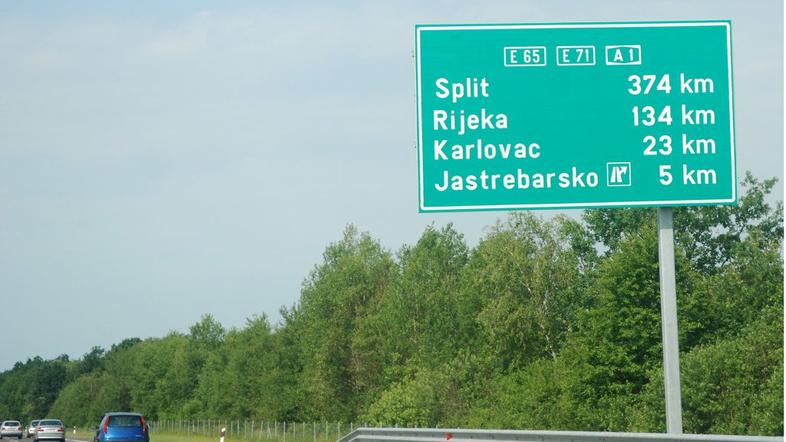 E 65 E 71 A 1
Split 374 km
Rijeka 134 km
Karlovac 23 km
Jastrebarsko 5 km